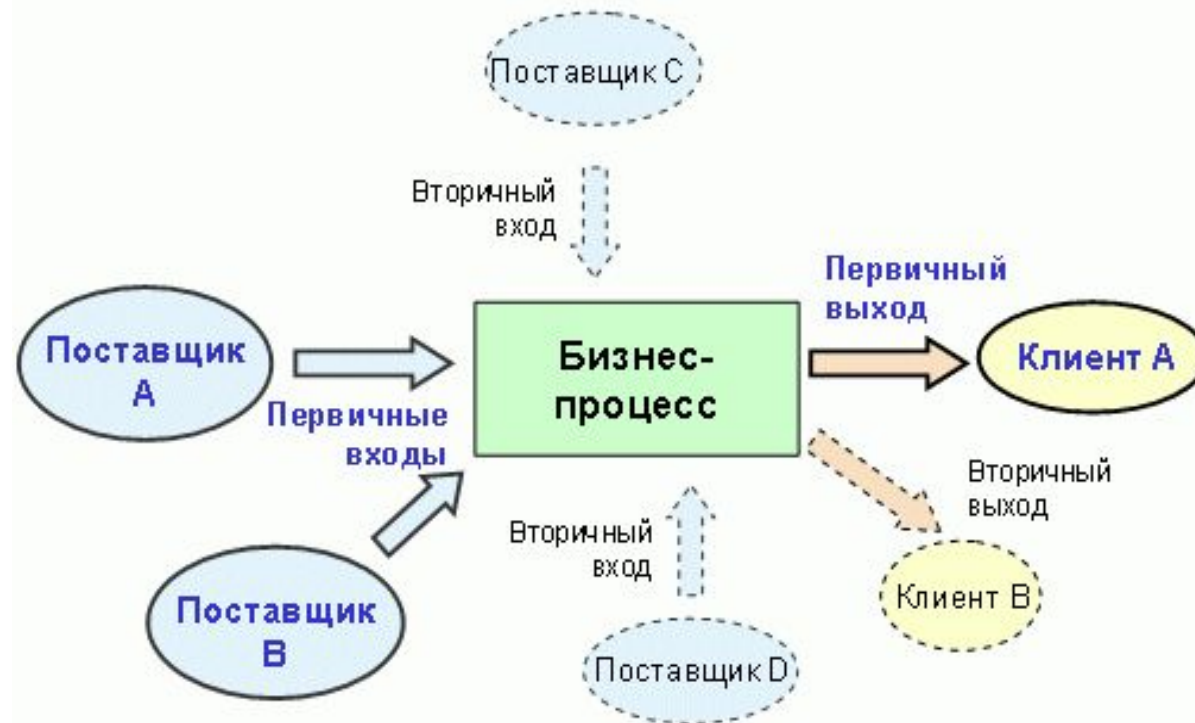 Поставщик C
Вторичный
вход
Первичный
выход
Поставщик
A
Бизнес-
процесс
Клиент A
Первичные
входы
Вторичный
выход
Вторичный
вход
Поставщик
B
Клиент B
Поставщик D